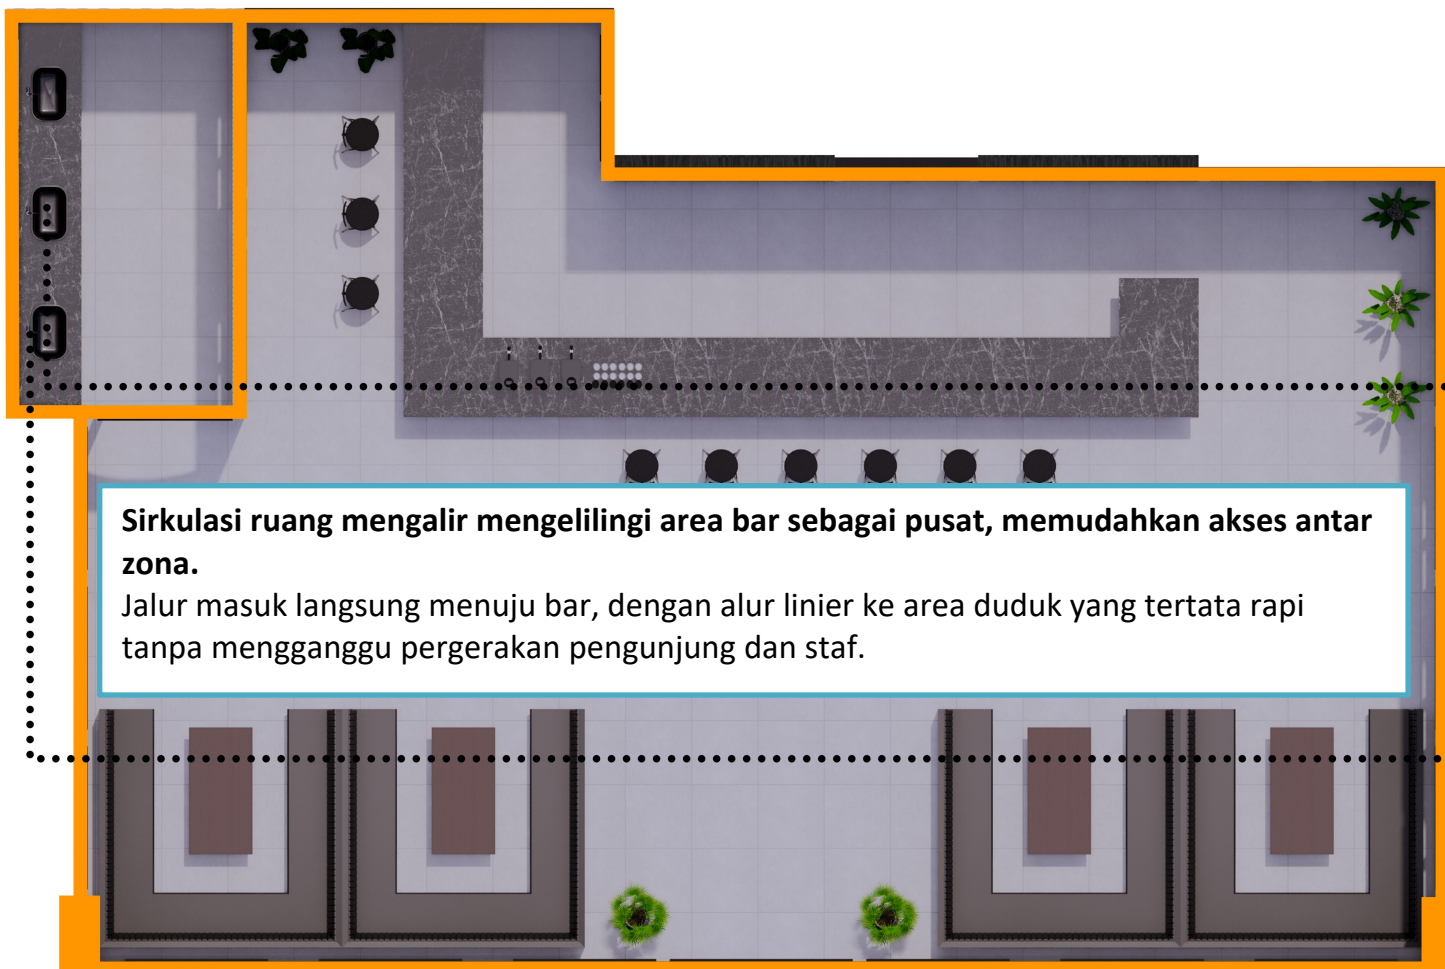 Sirkulasi ruang mengalir mengelilingi area bar sebagai pusat, memudahkan akses antar
zona.
Jalur masuk langsung menuju bar, dengan alur linier ke area duduk yang tertata rapi
tanpa mengganggu pergerakan pengunjung dan staf.